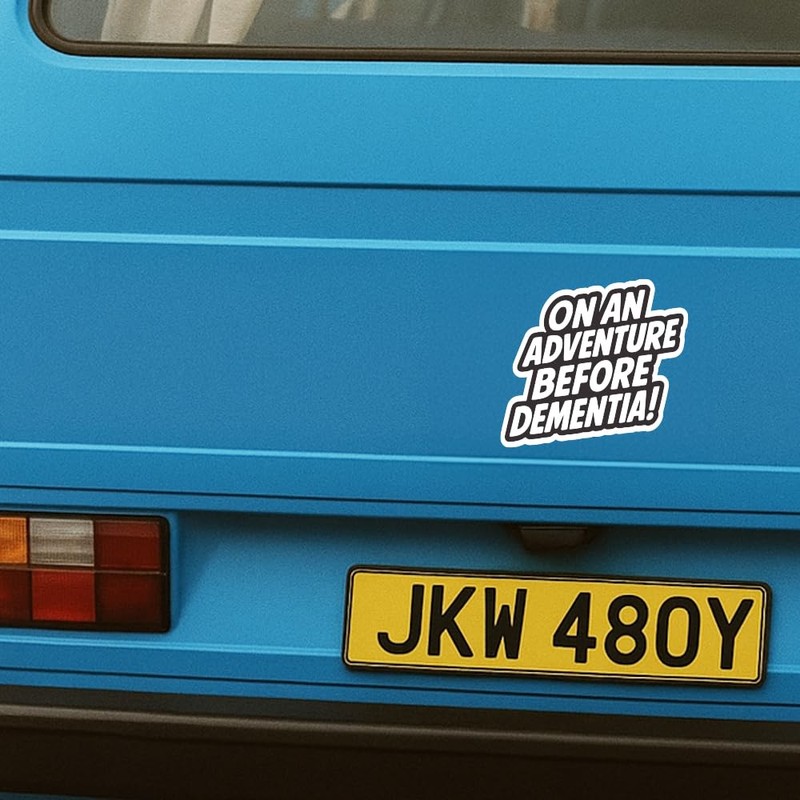 ON AN
ADVENTURE
BEFORE
DEMENTIA!
JKW 480Y